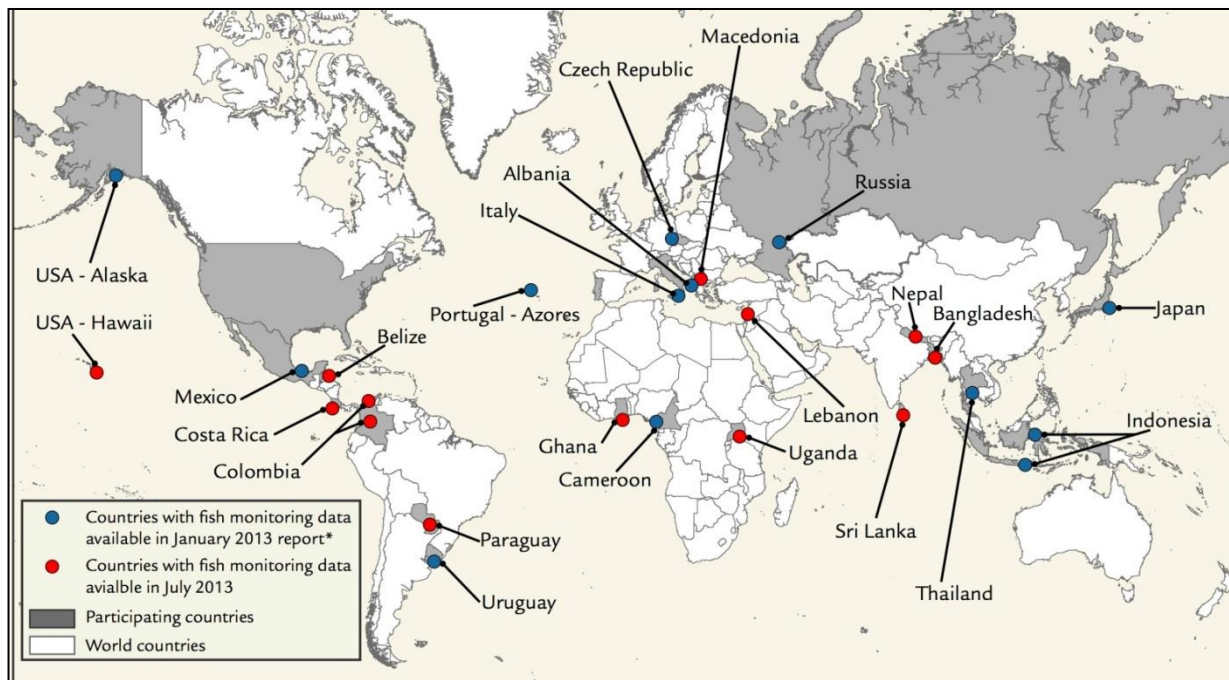 Macedonia
Czech Republic
Albania
Italy
Russia
USA - Alaska
USA - Hawaii
Portugal - Azores
Nepal
Bangladesh
Japan
Belize
Mexico
Costa Rica
Colombia
Ghana
Cameroon
Lebanon
Uganda
Indonesia
Sri Lanka
Thailand
Paraguay
Uruguay
Countries with fish monitoring data
available in January 2013 report*
Countries with fish monitoring data
avialble in July 2013
Participating countries
World countries